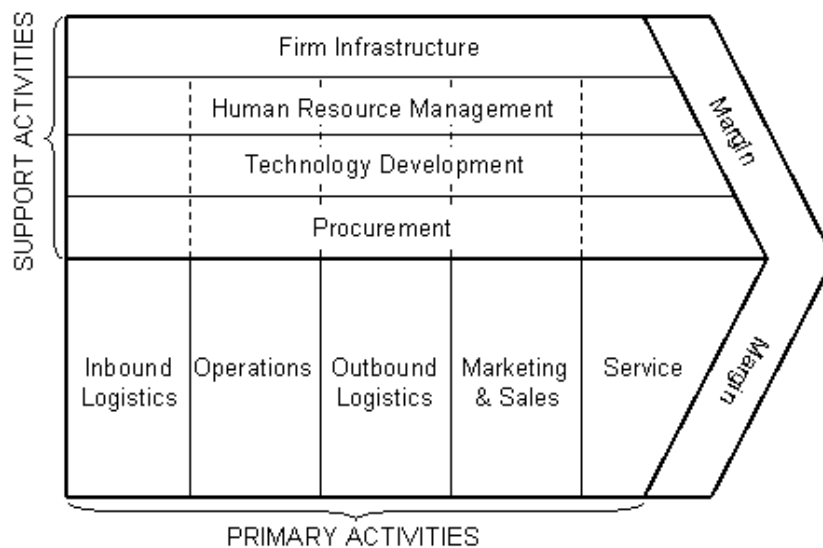 SUPPORT ACTIVITIES
Firm Infrastructure
Human Resource Management
Technology Development
Procurement
Margin
Inbound
Logistics
Operations
Outbound
Logistics
Marketing
& Sales
Service
Margin
PRIMARY ACTIVITIES